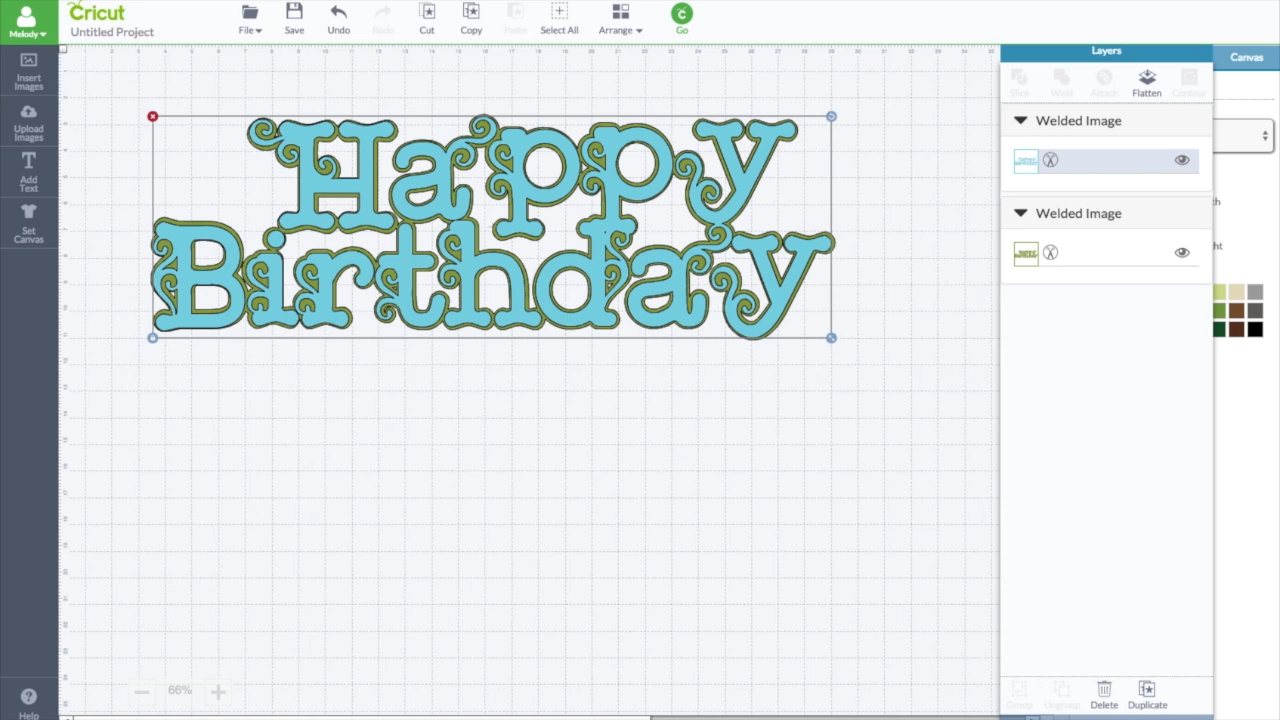 Cricut
Untitled Project
Melody
File
Save
Undo
Redo
Cut
Copy
Paste
Select All
Arrange
Go
Insert
Images
Upload
Images
Add
Text
Set
Canvas
Help
Happy
Birthday
66%
Layers
Canvas
Slice
Weld
Attach
Flatten
Contour
Welded Image
Welded Image
Group
Ungroup
Delete
Duplicate